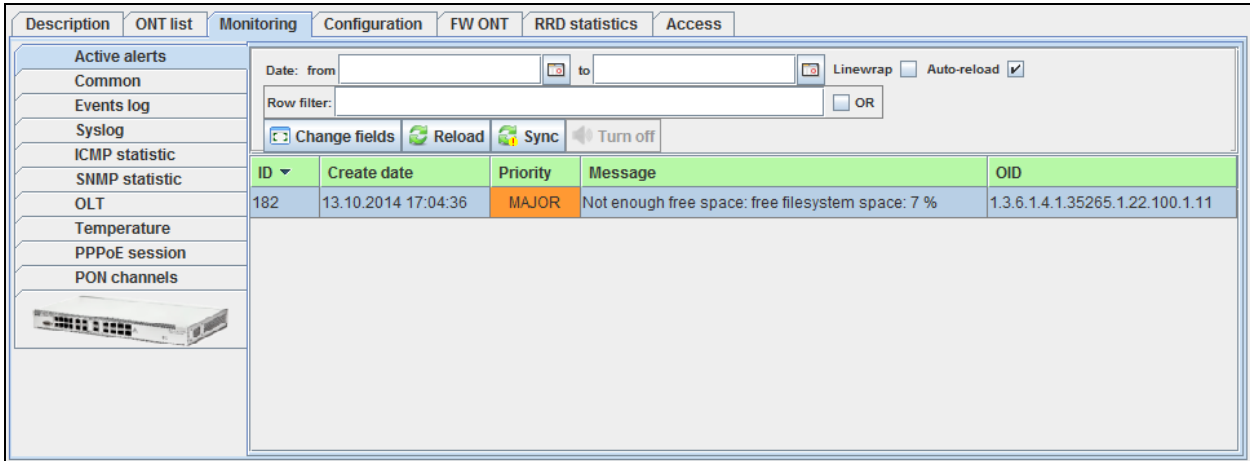 Description ONT list Monitoring Configuration FW ONT RRD statistics Access
Active alerts
Common
Events log
Syslog
ICMP statistic
SNMP statistic
OLT
Temperature
PPPoE session
PON channels
Date: from to Linewrap Auto-reload
Row filter: OR
Change fields Reload Sync Turn off
ID Create date Priority Message OID
182 13.10.2014 17:04:36 MAJOR Not enough free space: free filesystem space: 7 % 1.3.6.1.4.1.35265.1.22.100.1.11